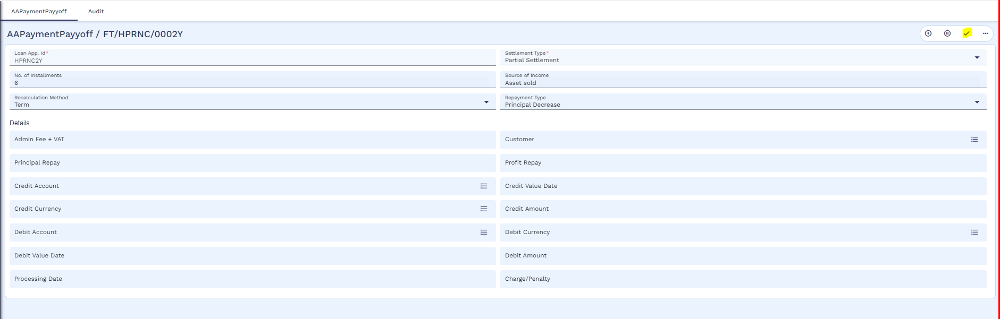 AAPaymentPayyoff Audit
AAPaymentPayyoff / FT/HPRNC/0002Y
Loan App. Id* Settlement Type*
HPRNC2Y Partial Settlement
No. of Installments Source of Income
6 Asset sold
Recalculation Method Repayment Type
Term Principal Decrease
Details
Admin Fee + VAT Customer
Principal Repay Profit Repay
Credit Account Credit Value Date
Credit Currency Credit Amount
Debit Account Debit Currency
Debit Value Date Debit Amount
Processing Date Charge/Penalty